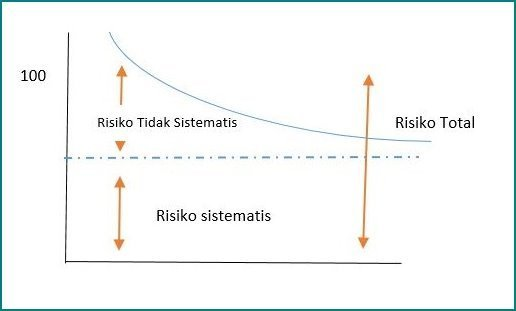 100
Risiko Tidak Sistematis
Risiko Total
Risiko sistematis